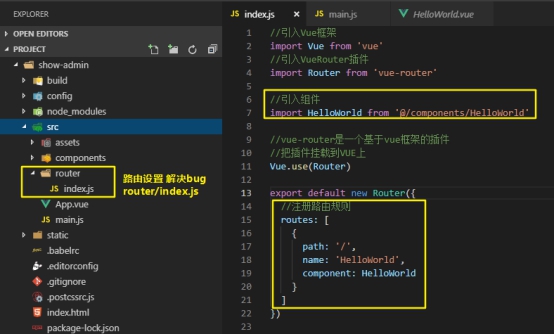 EXPLORER
OPEN EDITORS
PROJECT
show-admin
build
config
node_modules
src
assets
components
router
index.js
App.vue
main.js
static
.babelrc
.editorconfig
.gitignore
.postcssrc.js
index.html
package-lock.json
路由设置 解决bug
router/index.js
index.js
main.js
HelloWorld.vue
1 //引入Vue框架
2 import Vue from 'vue'
3 //引入VueRouter插件
4 import Router from 'vue-router'
5
6 //引入组件
7 import HelloWorld from '@/components/HelloWorld'
8
9 //vue-router是一个基于vue框架的插件
10 //把插件挂载到VUE上
11 Vue.use(Router)
12
13 export default new Router({
14 //注册路由规则
15 routes: [
16 {
17 path: '/',
18 name: 'HelloWorld',
19 component: HelloWorld
20 }
21 ]
22 })
23